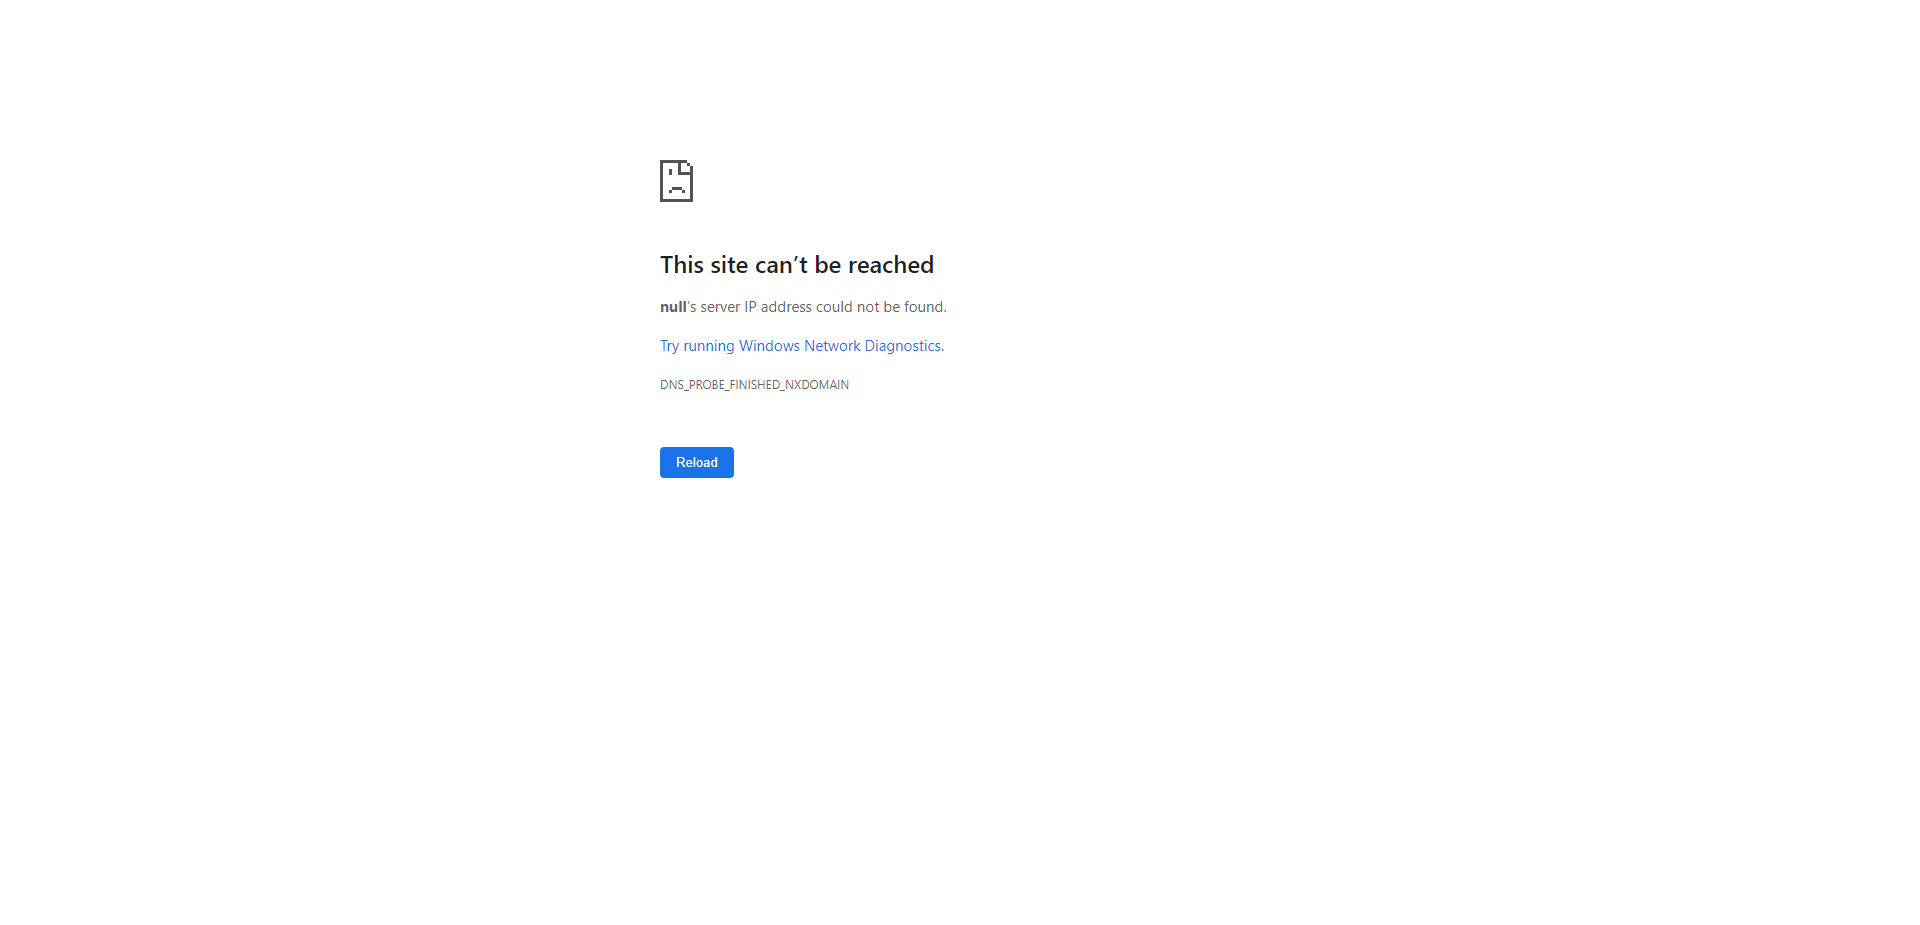 This site can’t be reached
null’s server IP address could not be found.
Try running Windows Network Diagnostics.
DNS_PROBE_FINISHED_NXDOMAIN
Reload